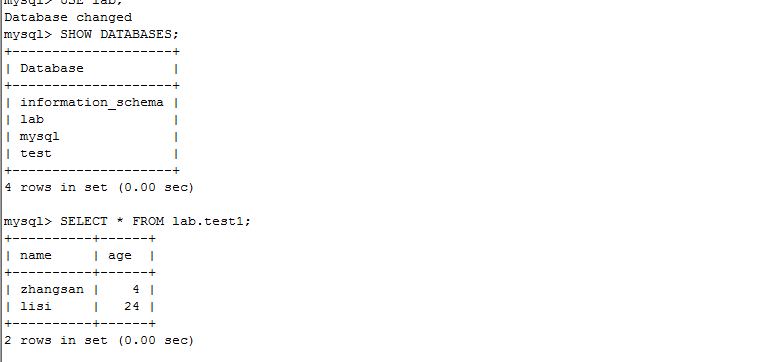 mysql> USE lab;
Database changed
mysql> SHOW DATABASES;
+--------------------+
| Database           |
+--------------------+
| information_schema |
| lab                |
| mysql              |
| test               |
+--------------------+
4 rows in set (0.00 sec)

mysql> SELECT * FROM lab.test1;
+----------+------+
| name     | age  |
+----------+------+
| zhangsan |    4 |
| lisi     |   24 |
+----------+------+
2 rows in set (0.00 sec)